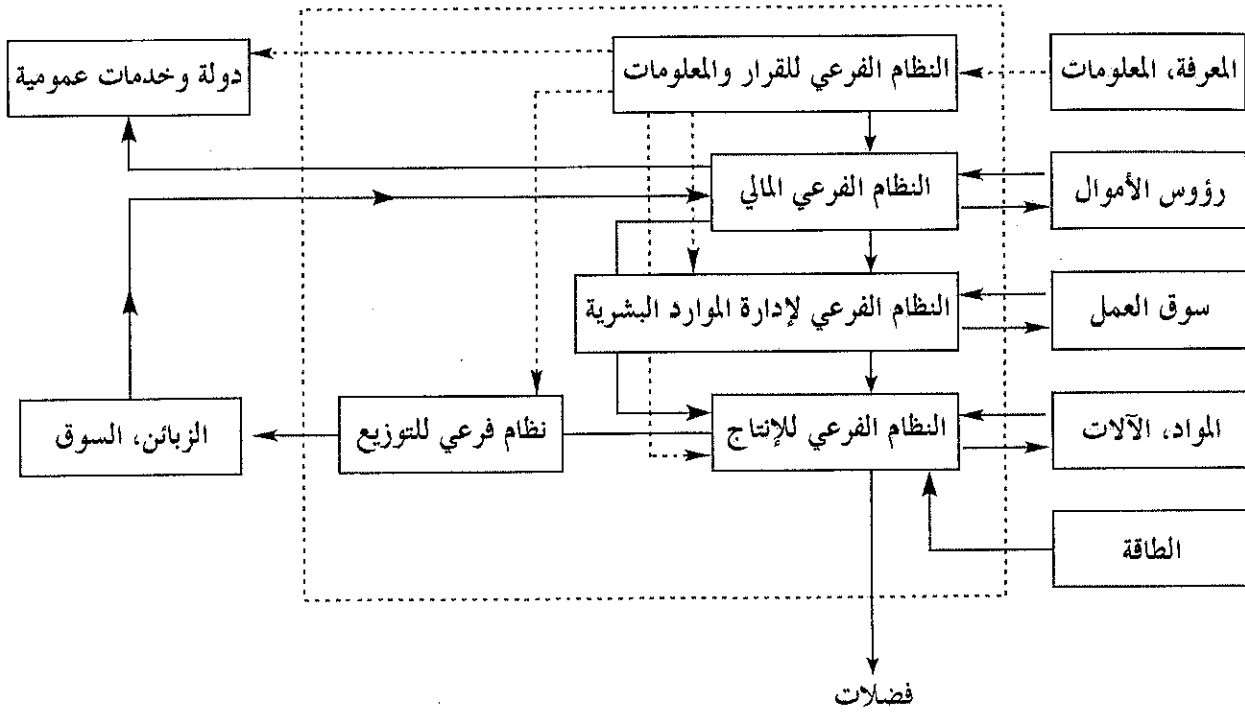 المعرفة، المعلومات
النظام الفرعي للقرار والمعلومات
دولة وخدمات عمومية
رؤوس الأموال
النظام الفرعي المالي
سوق العمل
النظام الفرعي لإدارة الموارد البشرية
المواد، الآلات
النظام الفرعي للإنتاج
نظام فرعي للتوزيع
الزبائن، السوق
الطاقة
فضلات